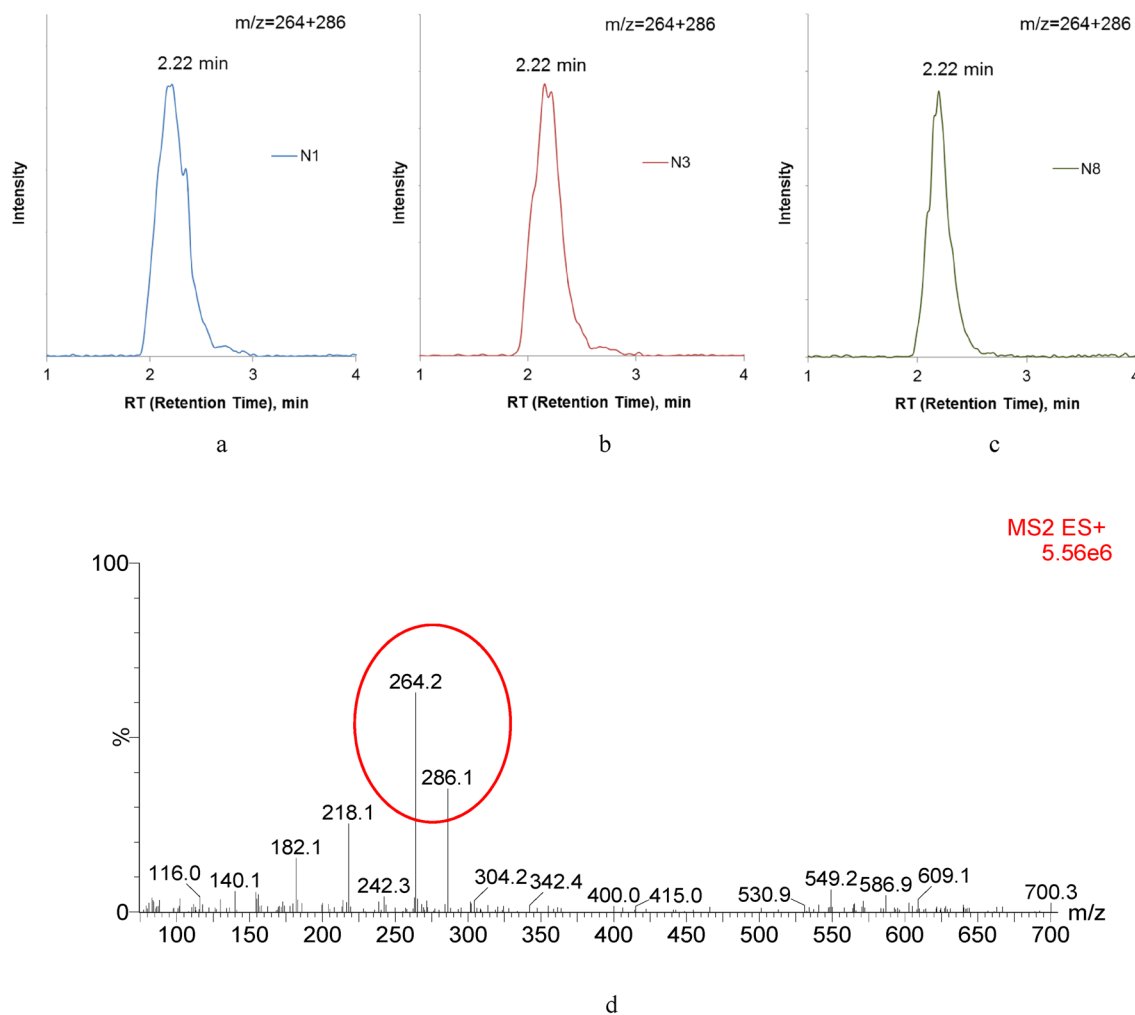 m/z=264+286
2.22 min
N1
Intensity
1 2 3 4
RT (Retention Time), min
a
m/z=264+286
2.22 min
N3
Intensity
1 2 3 4
RT (Retention Time), min
b
m/z=264+286
2.22 min
N8
Intensity
1 2 3 4
RT (Retention Time), min
c
MS2 ES+
5.56e6
100
%
0
264.2
286.1
218.1
182.1
116.0
140.1
242.3
304.2
342.4
400.0
415.0
530.9
549.2
586.9
609.1
700.3
m/z
100 150 200 250 300 350 400 450 500 550 600 650 700
d